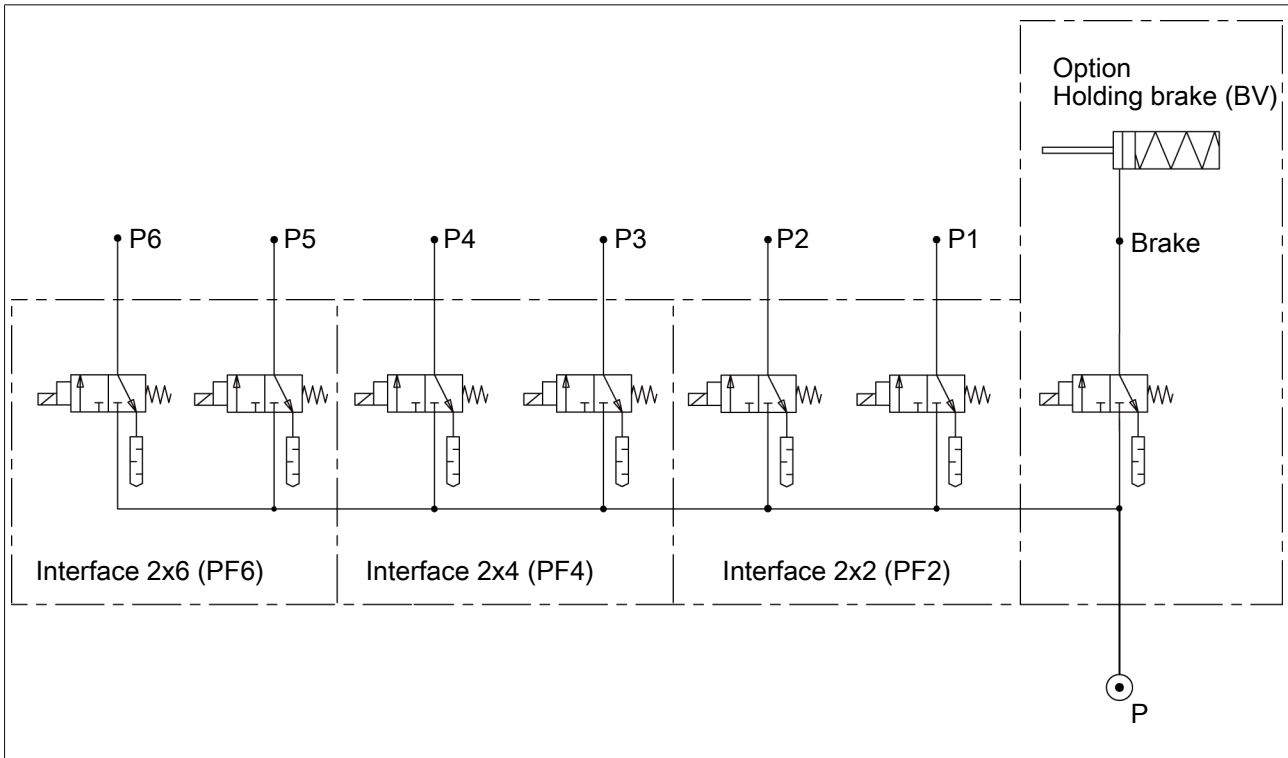 Option
Holding brake (BV)
P6
P5
P4
P3
P2
P1
Brake
Interface 2x6 (PF6)
Interface 2x4 (PF4)
Interface 2x2 (PF2)
P